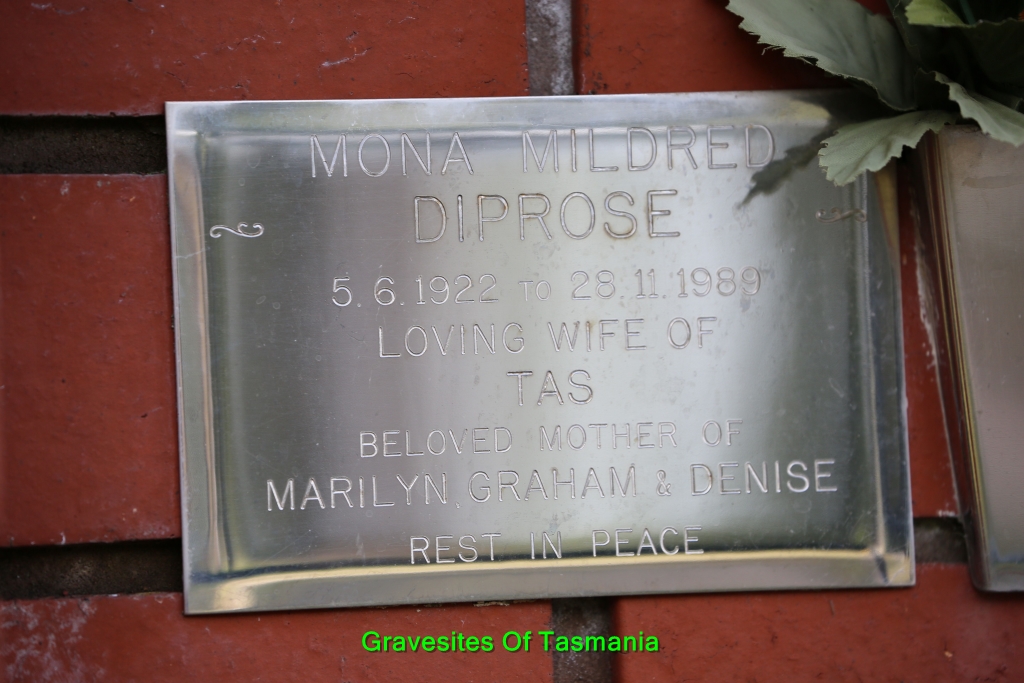 MONA MILDRED
DIPROSE
5.6.1922 TO 28.11.1989
LOVING WIFE OF
TAS
BELOVED MOTHER OF
MARILYN, GRAHAM & DENISE
REST IN PEACE
Gravesites Of Tasmania